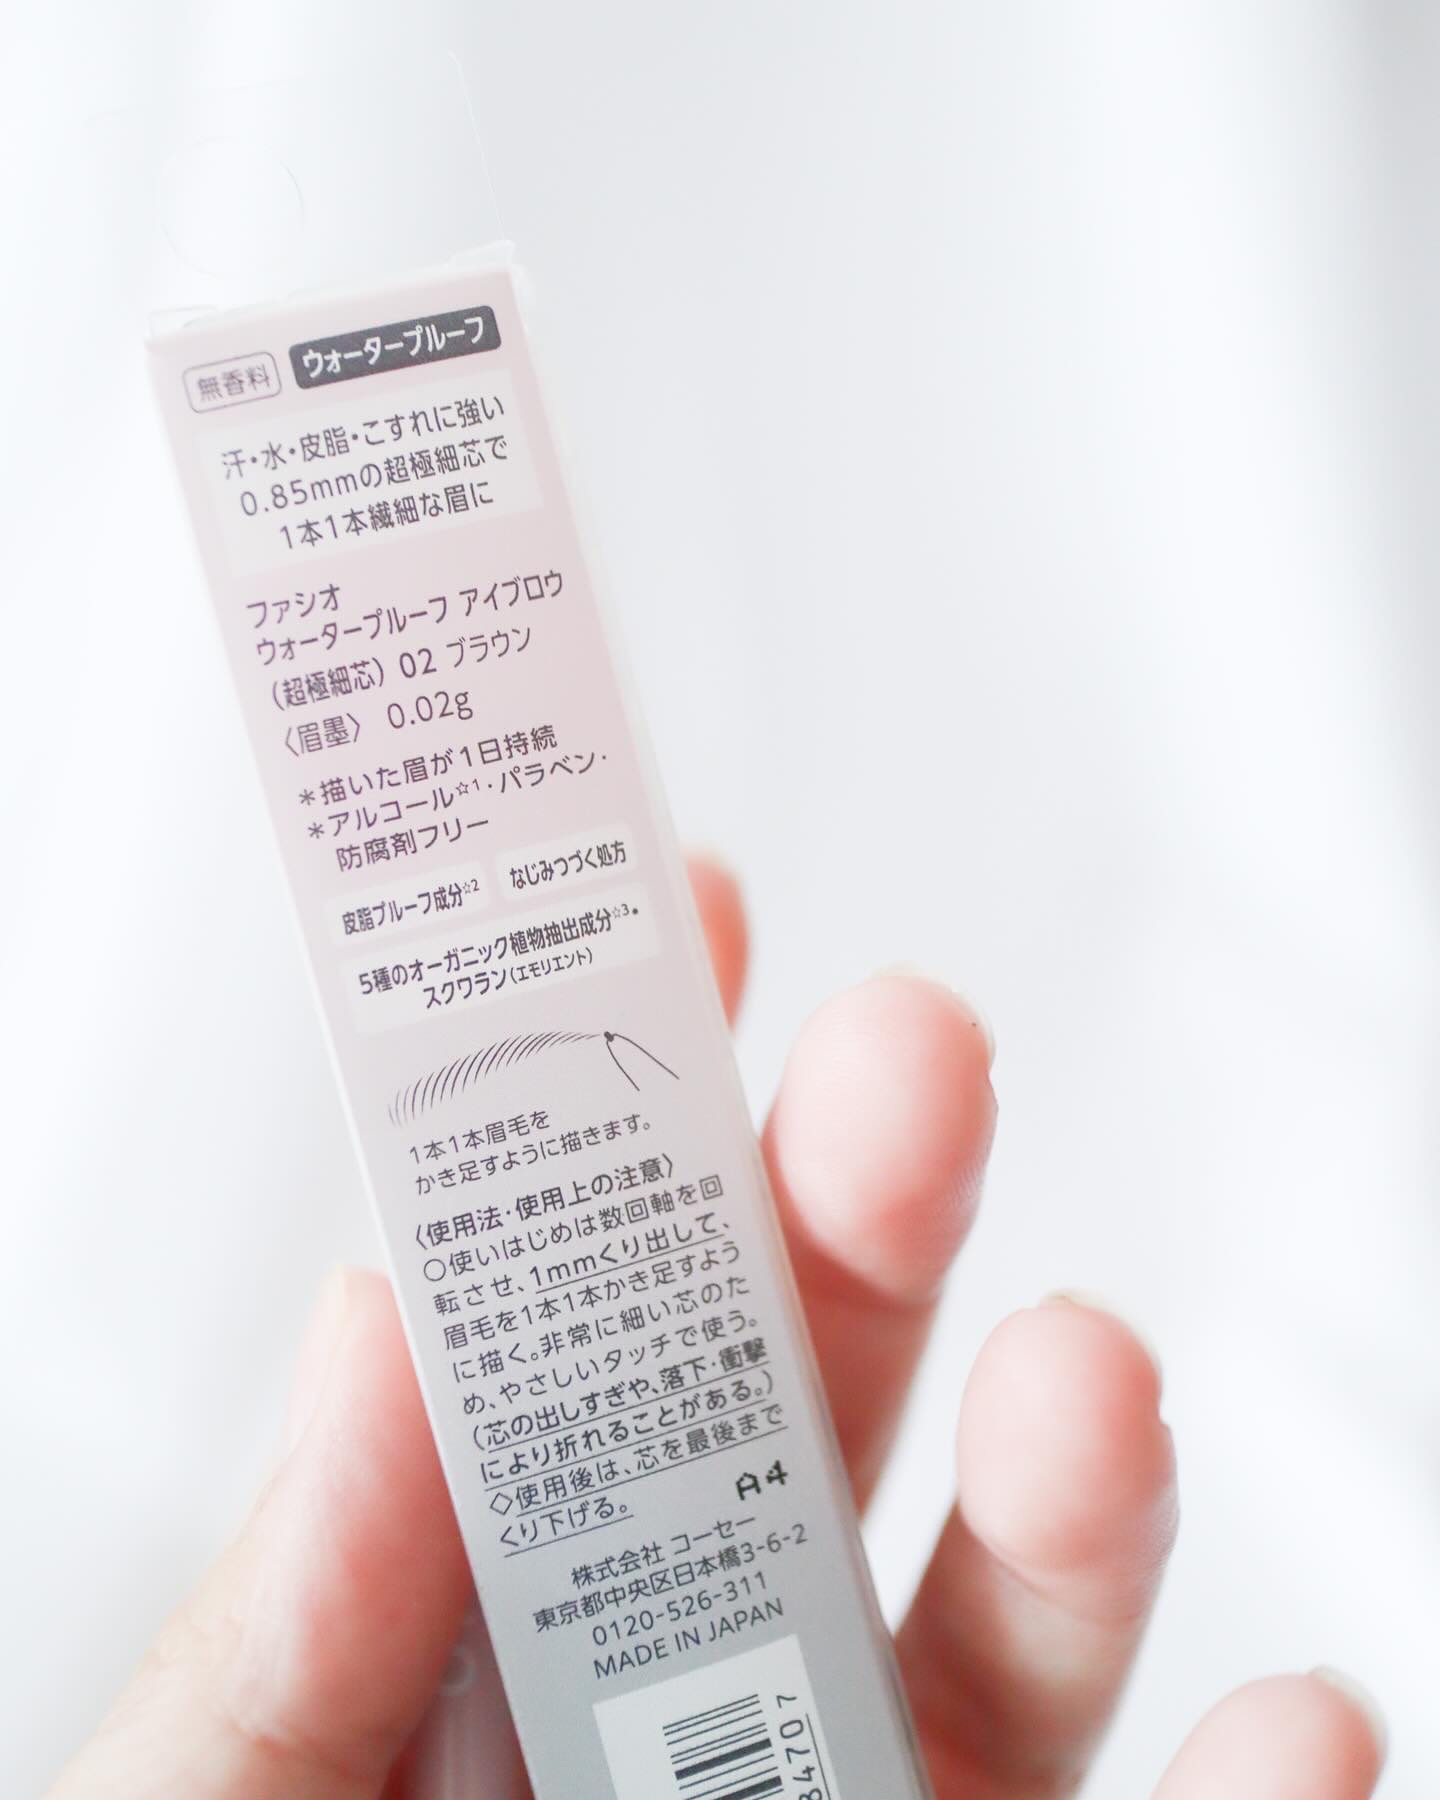 無香料 ウォータープルーフ
汗・水・皮脂・こすれに強い
0.85mmの超極細芯で
1本1本繊細な眉に
ファシオ
ウォータープルーフ アイブロウ
（超極細芯）02 ブラウン
〈眉墨〉 0.02g
＊描いた眉が1日持続
＊アルコール☆1・パラベン・
防腐剤フリー
皮脂プルーフ成分☆2 なじみつづく処方
5種のオーガニック植物抽出成分☆3・
スクワラン(エモリエント)
1本1本眉毛を
かき足すように描きます。
〈使用法・使用上の注意〉
○使いはじめは数回軸を回
転させ、1mmくり出して、
眉毛を1本1本かき足すよう
に描く。非常に細い芯のた
め、やさしいタッチで使う。
(芯の出しすぎや、落下・衝撃
により折れることがある。)
◇使用後は、芯を最後まで
くり下げる。
A4
株式会社 コーセー
東京都中央区日本橋3-6-2
0120-526-311
MADE IN JAPAN
84707